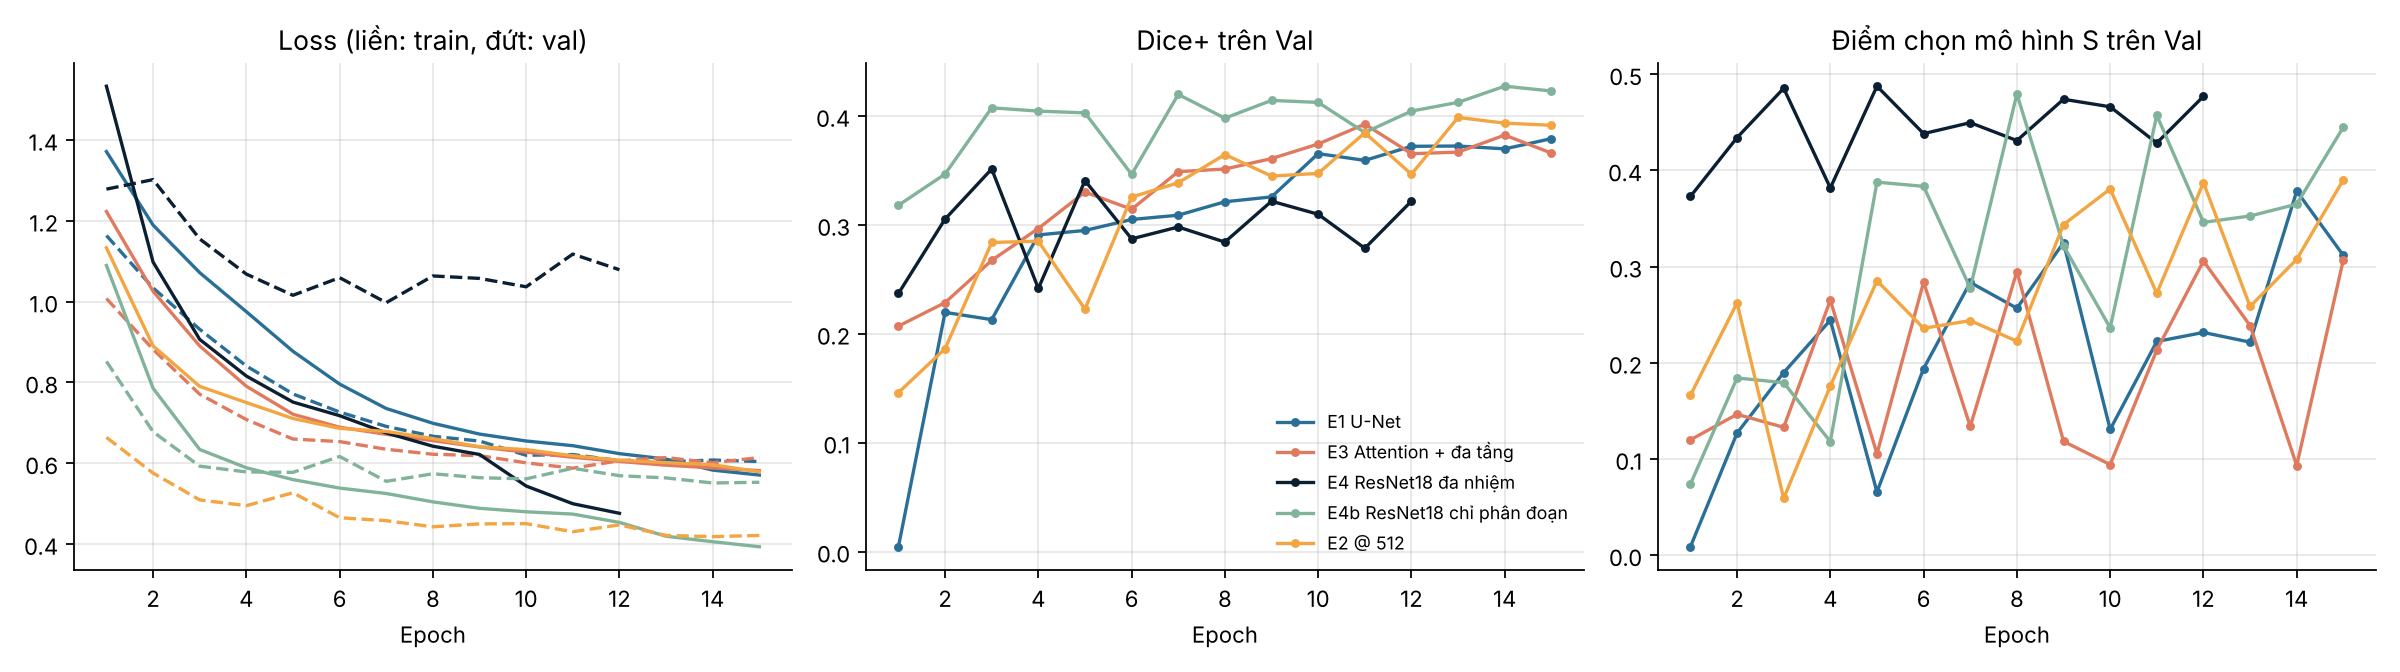 Loss (liền: train, đứt: val)
1.4
1.2
1.0
0.8
0.6
0.4
2 4 6 8 10 12 14
Epoch
Dice+ trên Val
0.4
0.3
0.2
0.1
0.0
E1 U-Net
E3 Attention + đa tầng
E4 ResNet18 đa nhiệm
E4b ResNet18 chỉ phân đoạn
E2 @ 512
2 4 6 8 10 12 14
Epoch
Điểm chọn mô hình S trên Val
0.5
0.4
0.3
0.2
0.1
0.0
2 4 6 8 10 12 14
Epoch